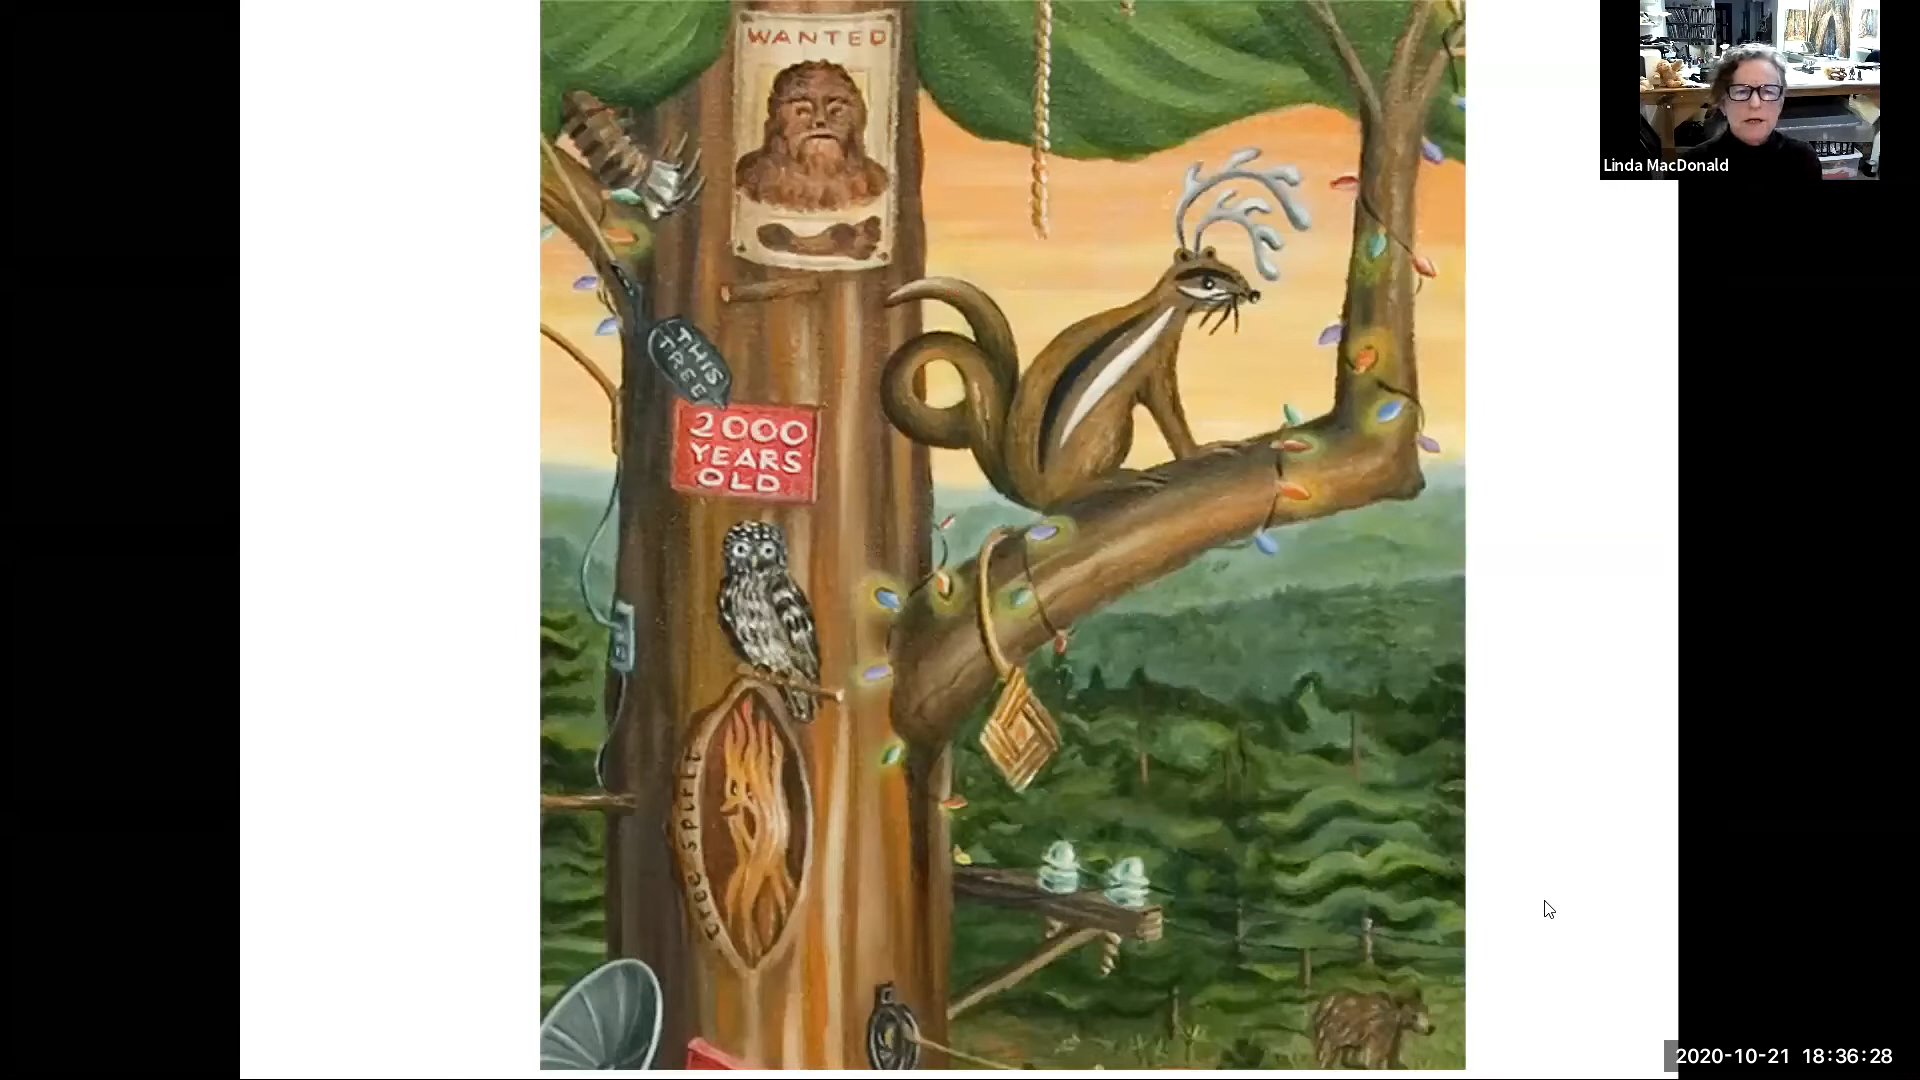 WANTED
THIS
TREE
2000
YEARS
OLD
tree spirit
Linda MacDonald
2020-10-21 18:36:28